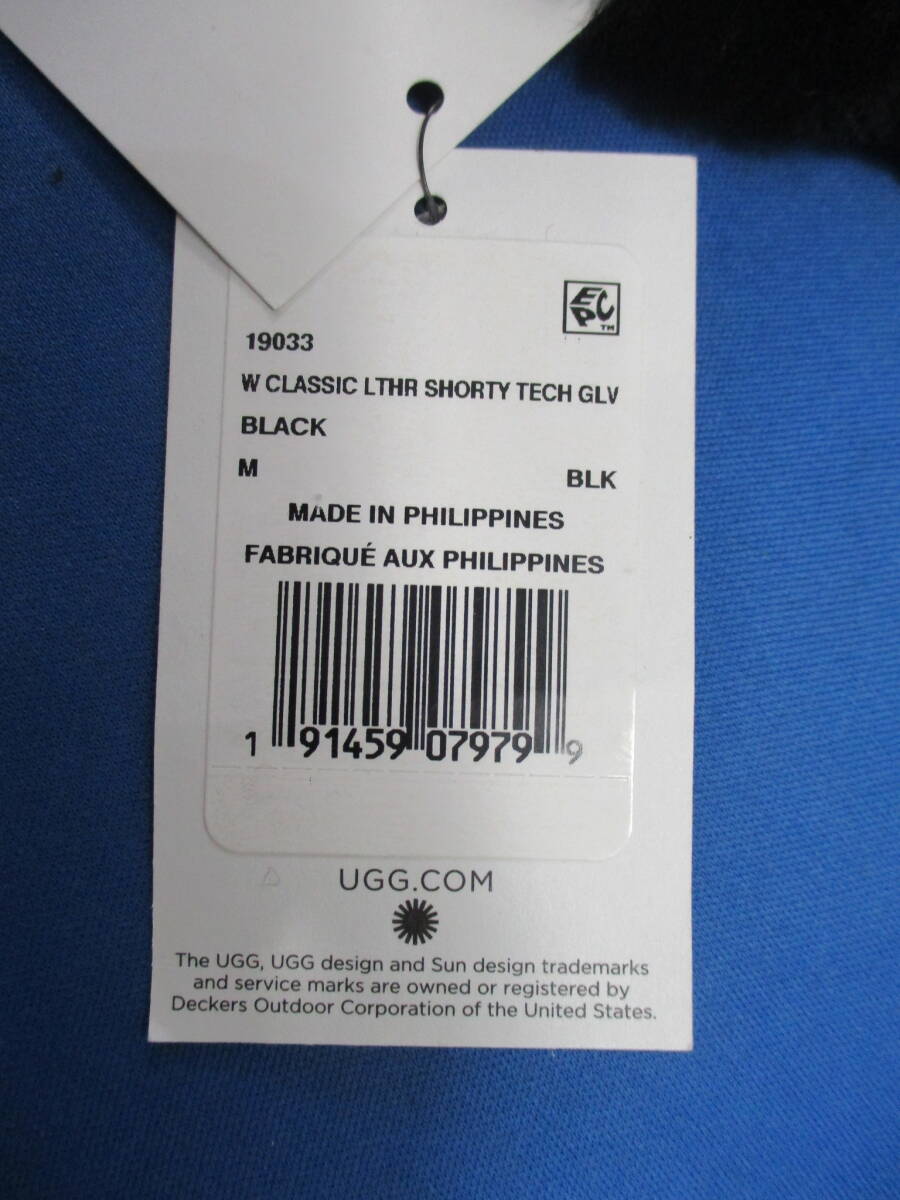 EPC™
19033
W CLASSIC LTHR SHORTY TECH GLV
BLACK
M BLK
MADE IN PHILIPPINES
FABRIQUÉ AUX PHILIPPINES
1 91459 07979 9
UGG.COM
The UGG, UGG design and Sun design trademarks
and service marks are owned or registered by
Deckers Outdoor Corporation of the United States.